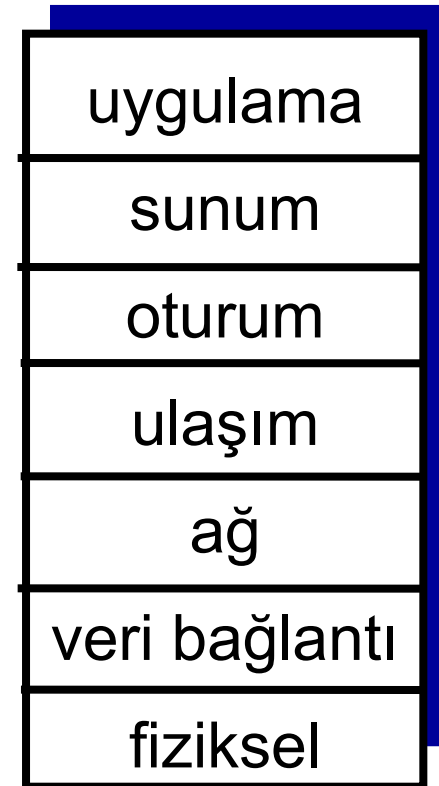 uygulama
sunum
oturum
ulaşım
ağ
veri bağlantı
fiziksel